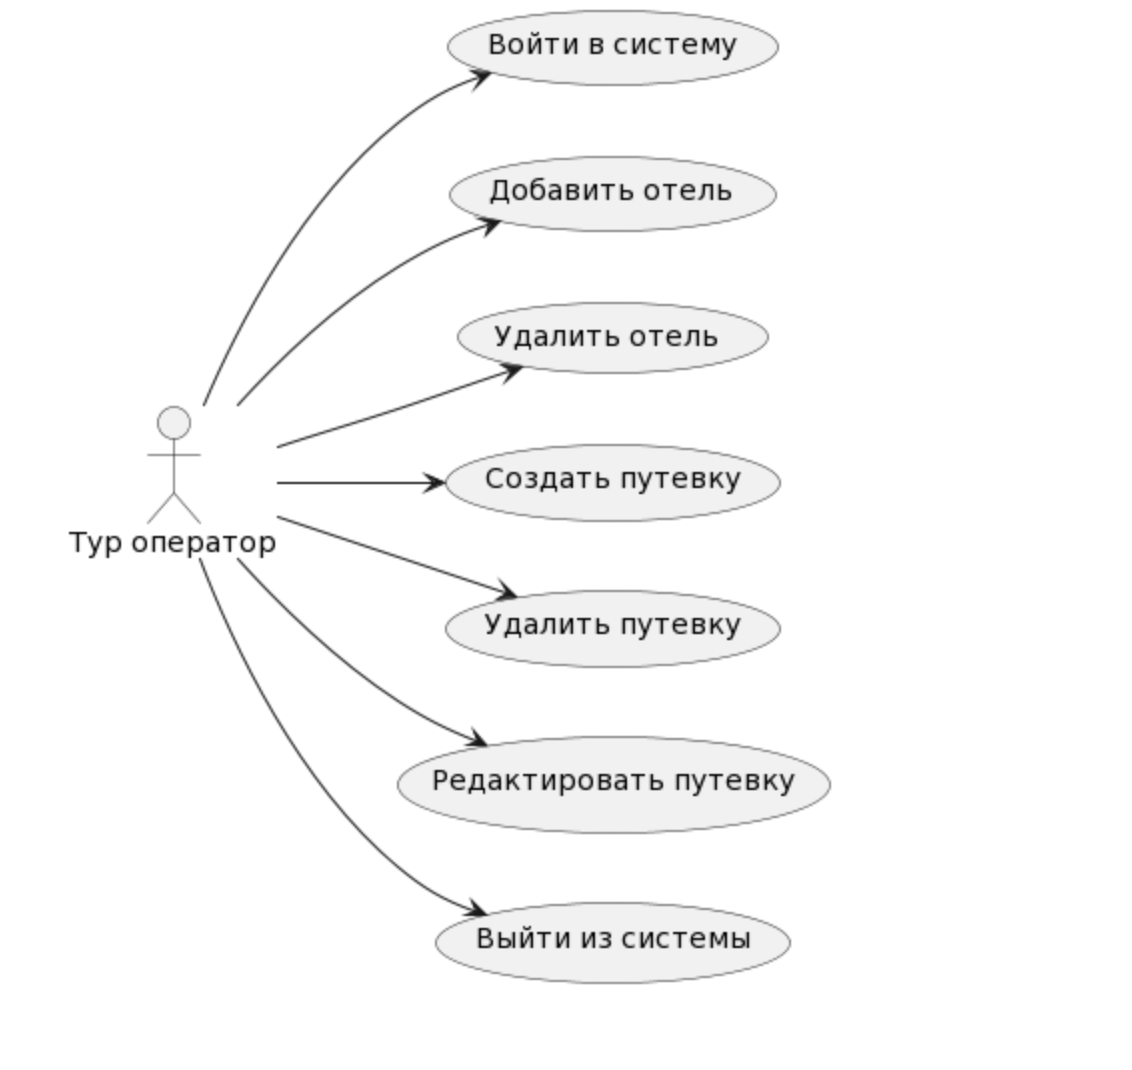 Войти в систему
Добавить отель
Удалить отель
Создать путевку
Тур оператор
Удалить путевку
Редактировать путевку
Выйти из системы